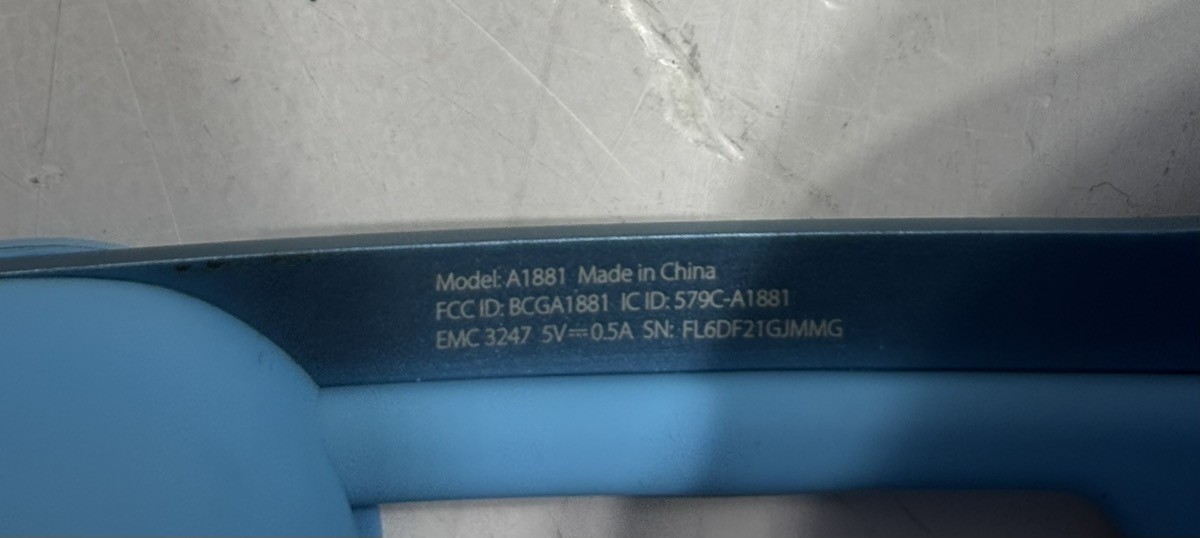 Model: A1881 Made in China
FCC ID: BCGA1881 IC ID: 579C-A1881
EMC 3247 5V⎓0.5A SN: FL6DF21GJMMG